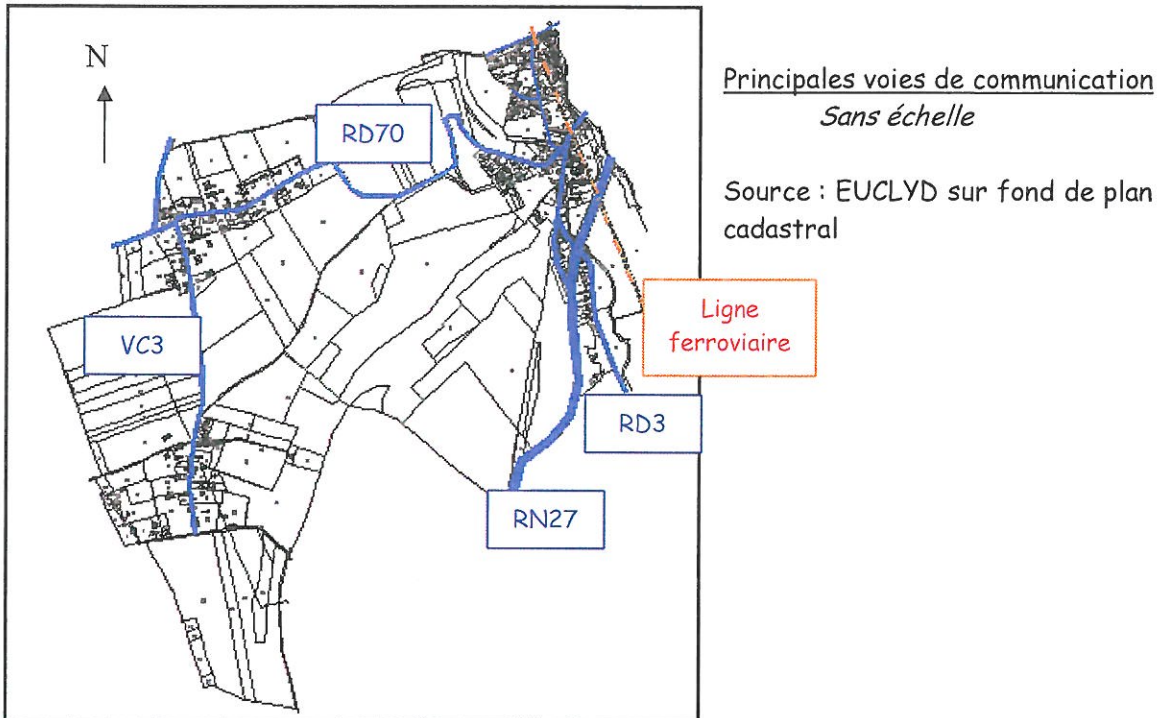 N
RD70
VC3
Ligne
ferroviaire
RD3
RN27
Principales voies de communication
Sans échelle
Source : EUCLYD sur fond de plan
cadastral